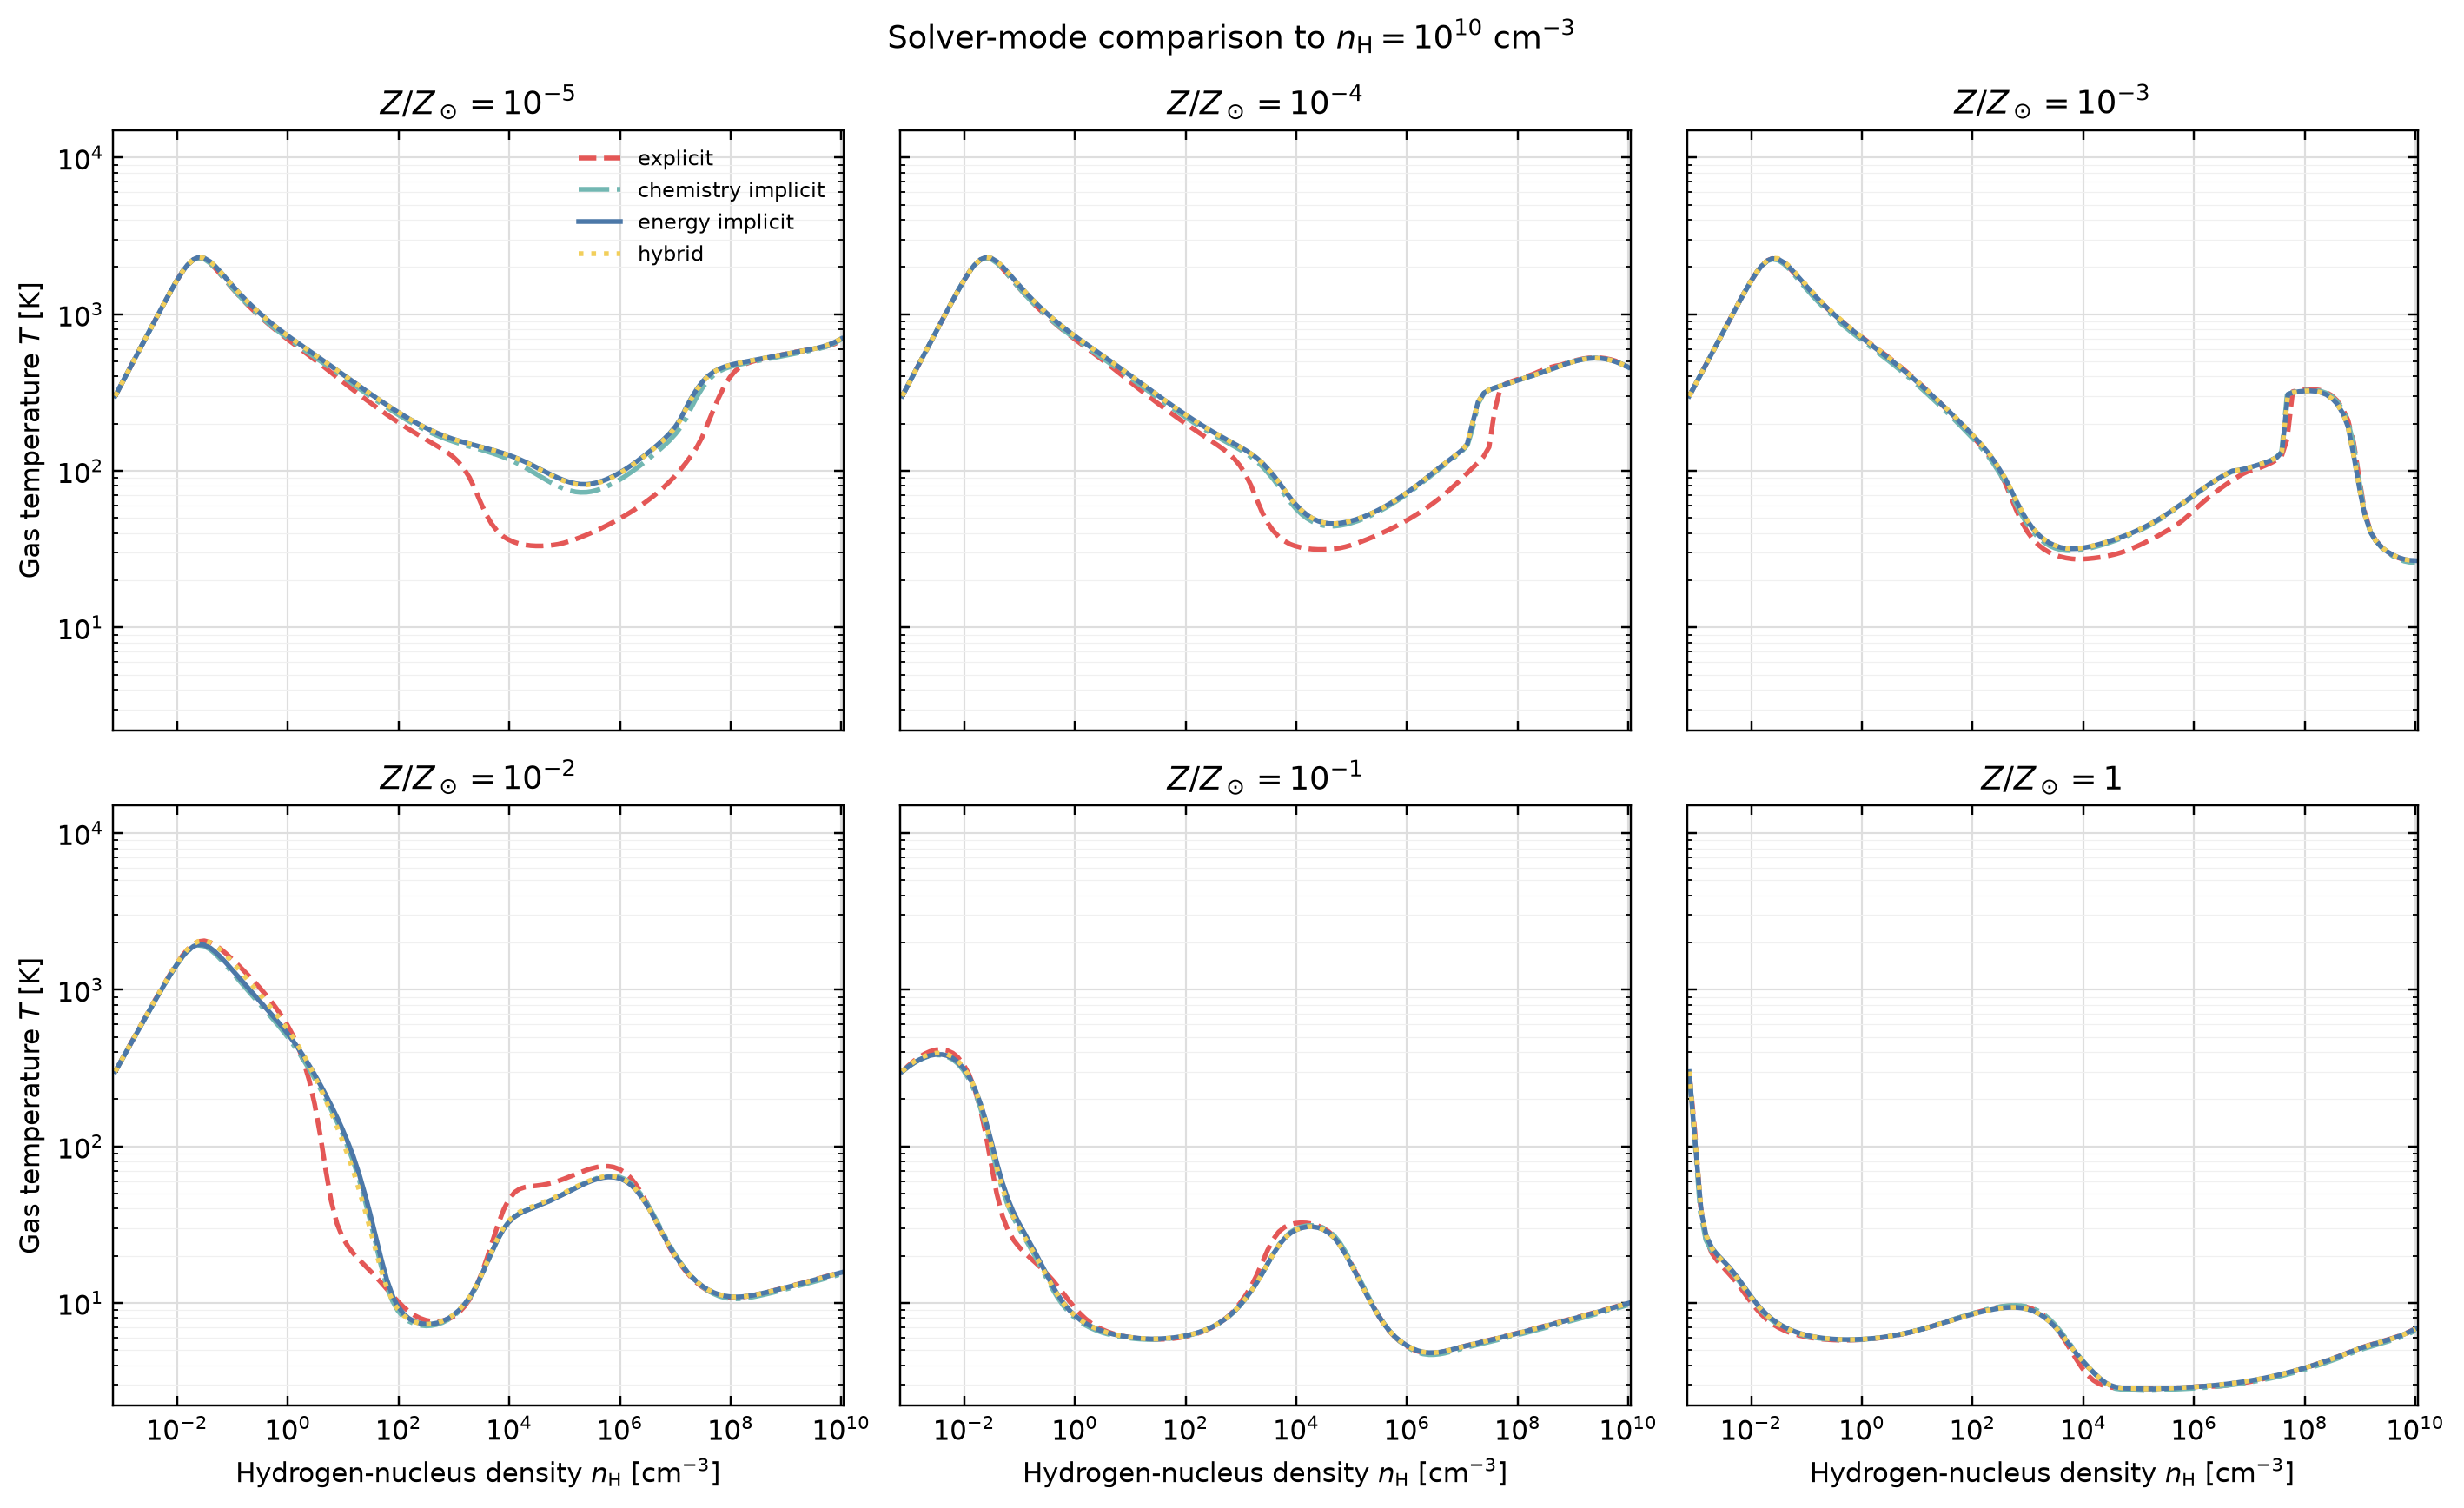 Solver-mode comparison to n_H = 10^10 cm^−3
Z/Z_⊙ = 10^−5
Z/Z_⊙ = 10^−4
Z/Z_⊙ = 10^−3
explicit
chemistry implicit
energy implicit
hybrid
10^4
10^3
10^2
10^1
Gas temperature T [K]
Z/Z_⊙ = 10^−2
Z/Z_⊙ = 10^−1
Z/Z_⊙ = 1
10^4
10^3
10^2
10^1
Gas temperature T [K]
10^−2 10^0 10^2 10^4 10^6 10^8 10^10
10^−2 10^0 10^2 10^4 10^6 10^8 10^10
10^−2 10^0 10^2 10^4 10^6 10^8 10^10
Hydrogen-nucleus density n_H [cm^−3]
Hydrogen-nucleus density n_H [cm^−3]
Hydrogen-nucleus density n_H [cm^−3]